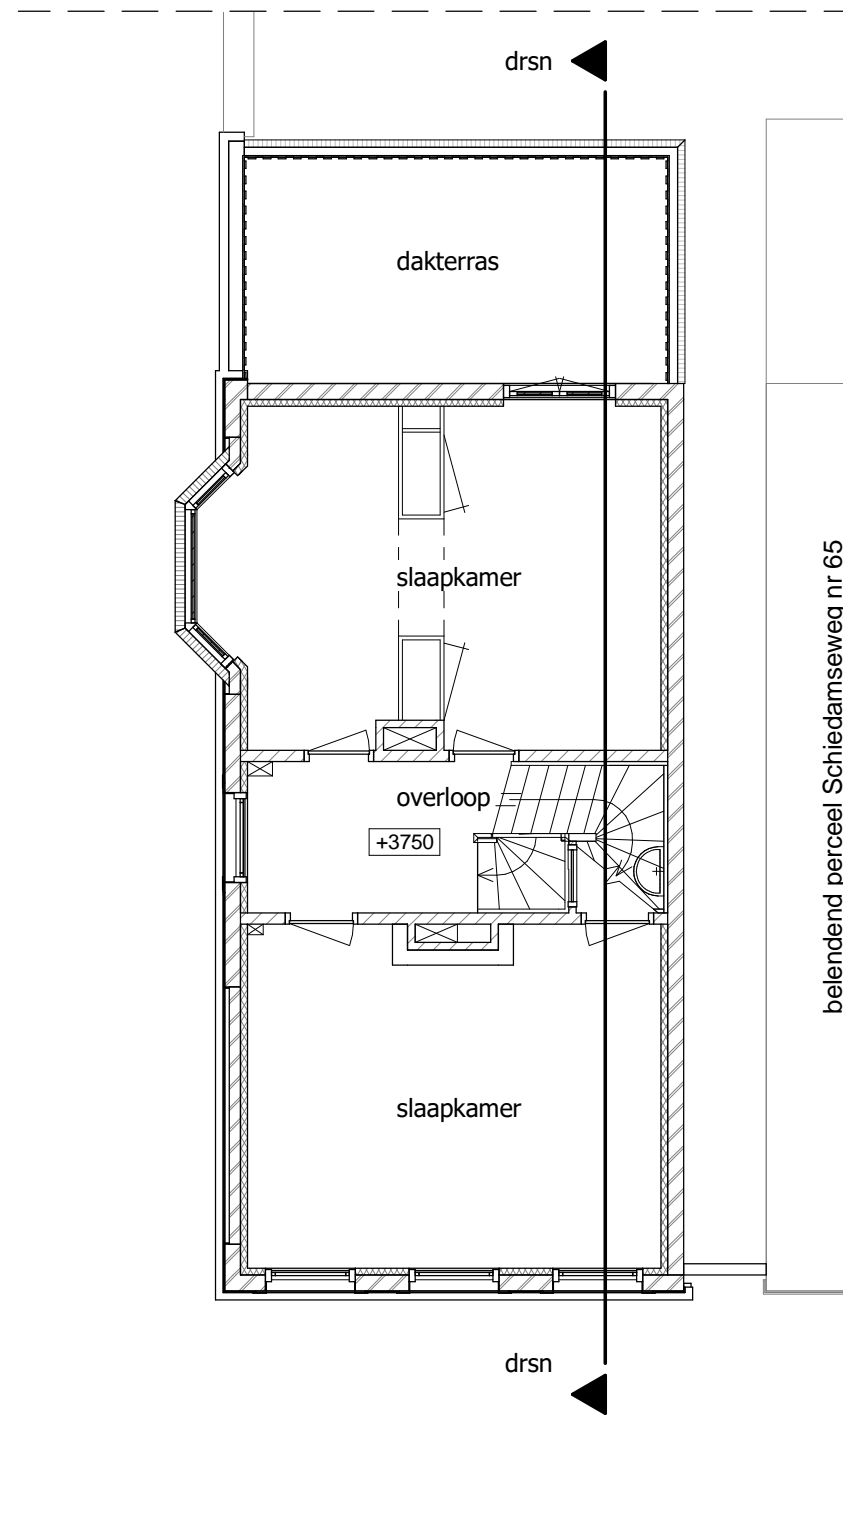 drsn
dakterras
slaapkamer
overloop
+3750
slaapkamer
drsn
belendend perceel Schiedamseweg nr 65